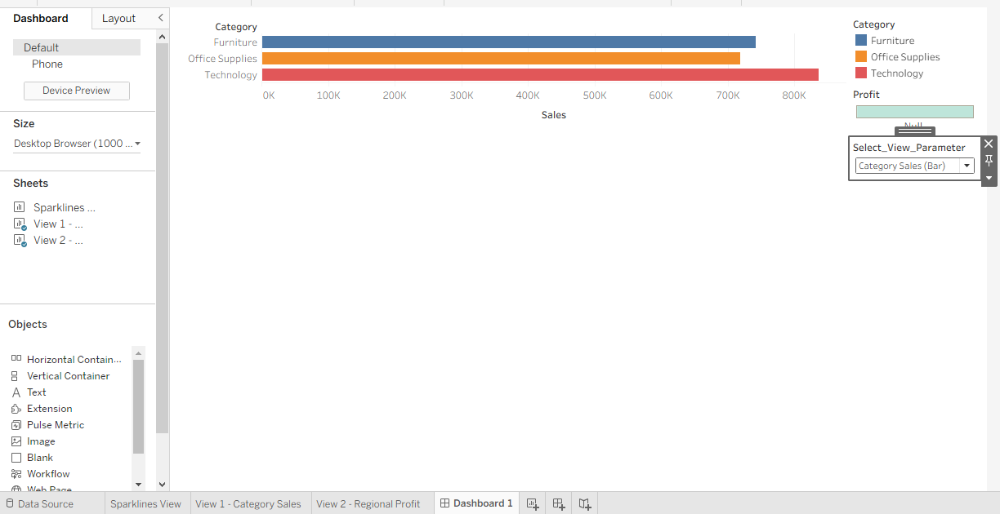 Dashboard
Layout
Default
Phone
Device Preview
Size
Desktop Browser (1000 ...
Sheets
Sparklines ...
View 1 - ...
View 2 - ...
Objects
Horizontal Contain...
Vertical Container
Text
Extension
Pulse Metric
Image
Blank
Workflow
Web Page
Category
Furniture
Office Supplies
Technology
0K 100K 200K 300K 400K 500K 600K 700K 800K
Sales
Category
Furniture
Office Supplies
Technology
Profit
Null
Select_View_Parameter
Category Sales (Bar)
Data Source
Sparklines View
View 1 - Category Sales
View 2 - Regional Profit
Dashboard 1